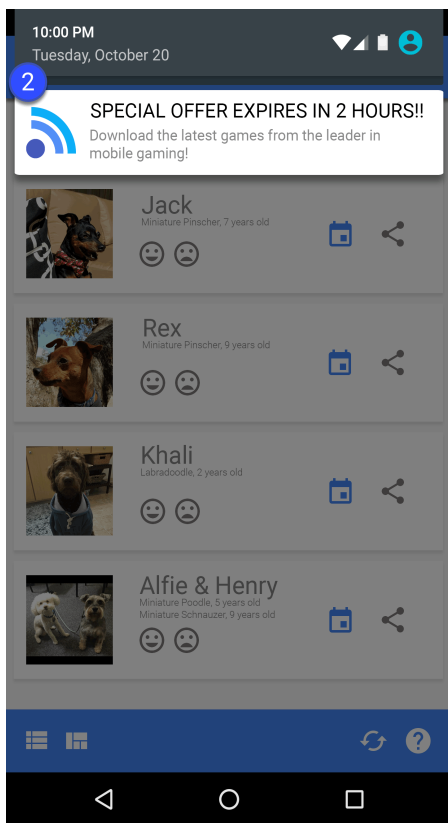 10:00 PM
Tuesday, October 20
2
SPECIAL OFFER EXPIRES IN 2 HOURS!!
Download the latest games from the leader in
mobile gaming!
Jack
Miniature Pinscher, 7 years old
Rex
Miniature Pinscher, 9 years old
Khali
Labradoodle, 2 years old
Alfie & Henry
Miniature Poodle, 5 years old
Miniature Schnauzer, 9 years old
?